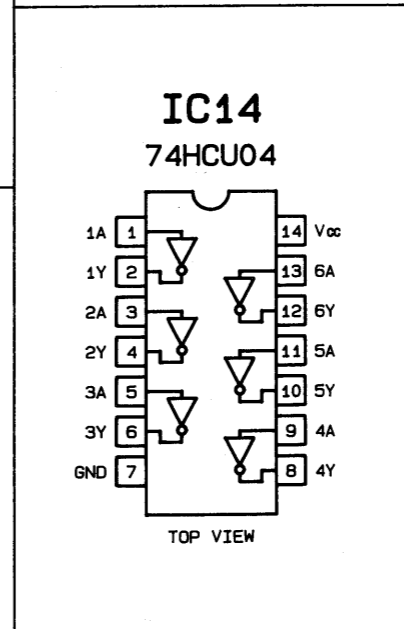 IC14
74HCU04
1A 1 14 Vcc
1Y 2 13 6A
2A 3 12 6Y
2Y 4 11 5A
3A 5 10 5Y
3Y 6 9 4A
GND 7 8 4Y
TOP VIEW